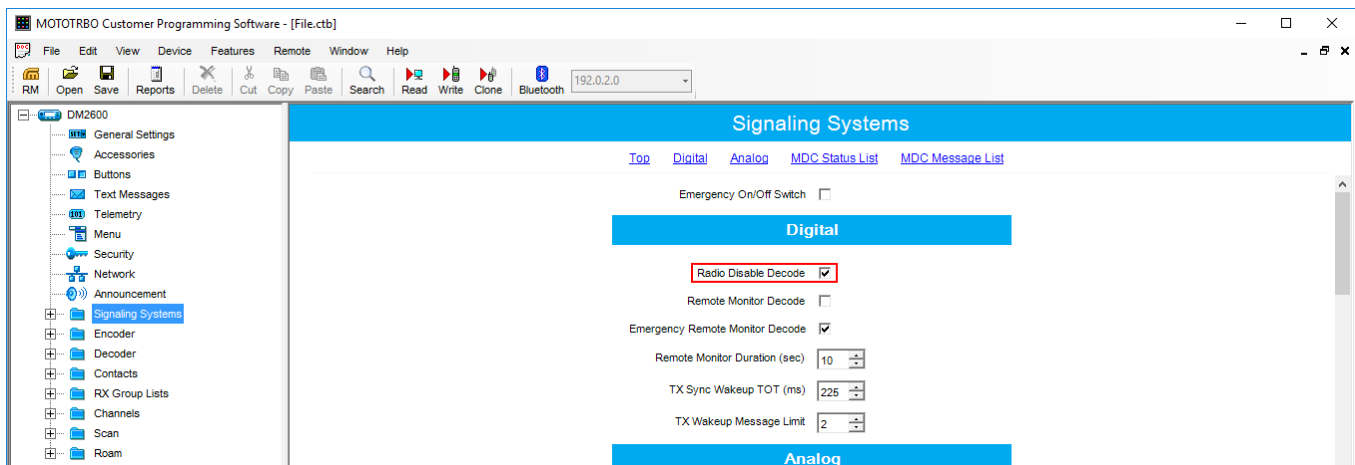 MOTOTRBO Customer Programming Software - [File.ctb]
File Edit View Device Features Remote Window Help
RM Open Save Reports Delete Cut Copy Paste Search Read Write Clone Bluetooth 192.0.2.0
DM2600
General Settings
Accessories
Buttons
Text Messages
Telemetry
Menu
Security
Network
Announcement
Signaling Systems
Encoder
Decoder
Contacts
RX Group Lists
Channels
Scan
Roam
Signaling Systems
Top Digital Analog MDC Status List MDC Message List
Emergency On/Off Switch
Digital
Radio Disable Decode
Remote Monitor Decode
Emergency Remote Monitor Decode
Remote Monitor Duration (sec) 10
TX Sync Wakeup TOT (ms) 225
TX Wakeup Message Limit 2
Analog